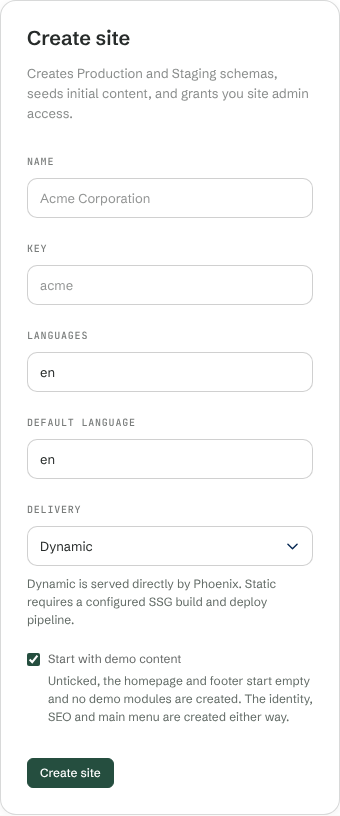 Create site
Creates Production and Staging schemas,
seeds initial content, and grants you site admin
access.
NAME
Acme Corporation
KEY
acme
LANGUAGES
en
DEFAULT LANGUAGE
en
DELIVERY
Dynamic
Dynamic is served directly by Phoenix. Static
requires a configured SSG build and deploy
pipeline.
Start with demo content
Unticked, the homepage and footer start empty
and no demo modules are created. The identity,
SEO and main menu are created either way.
Create site